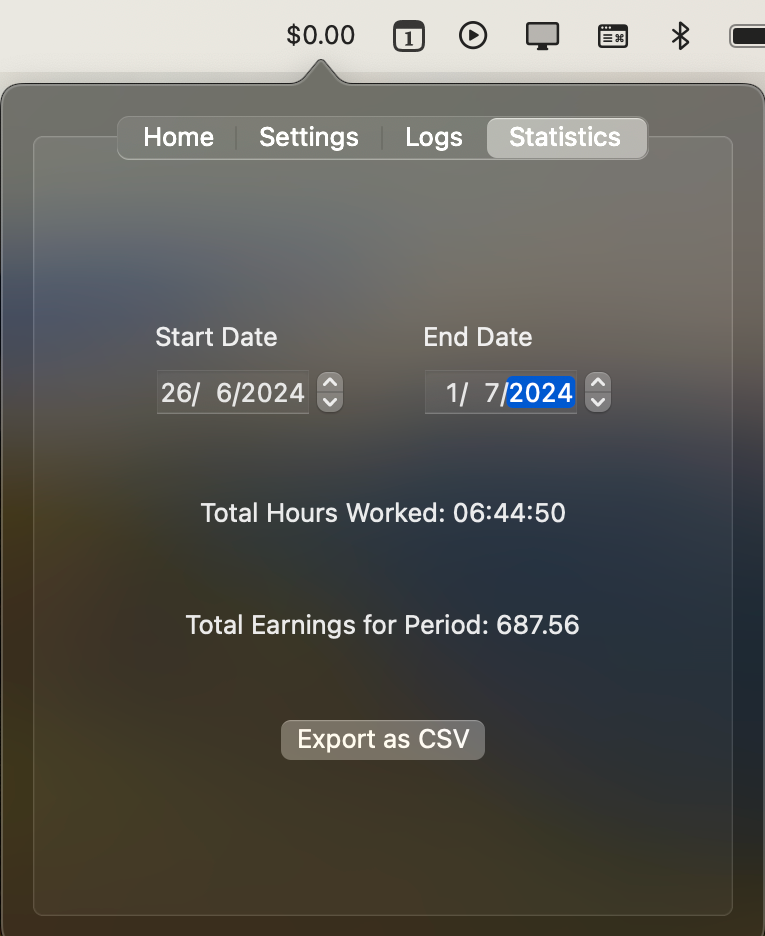 $0.00 1
Home Settings Logs Statistics
Start Date End Date
26/ 6/2024 1/ 7/2024
Total Hours Worked: 06:44:50
Total Earnings for Period: 687.56
Export as CSV